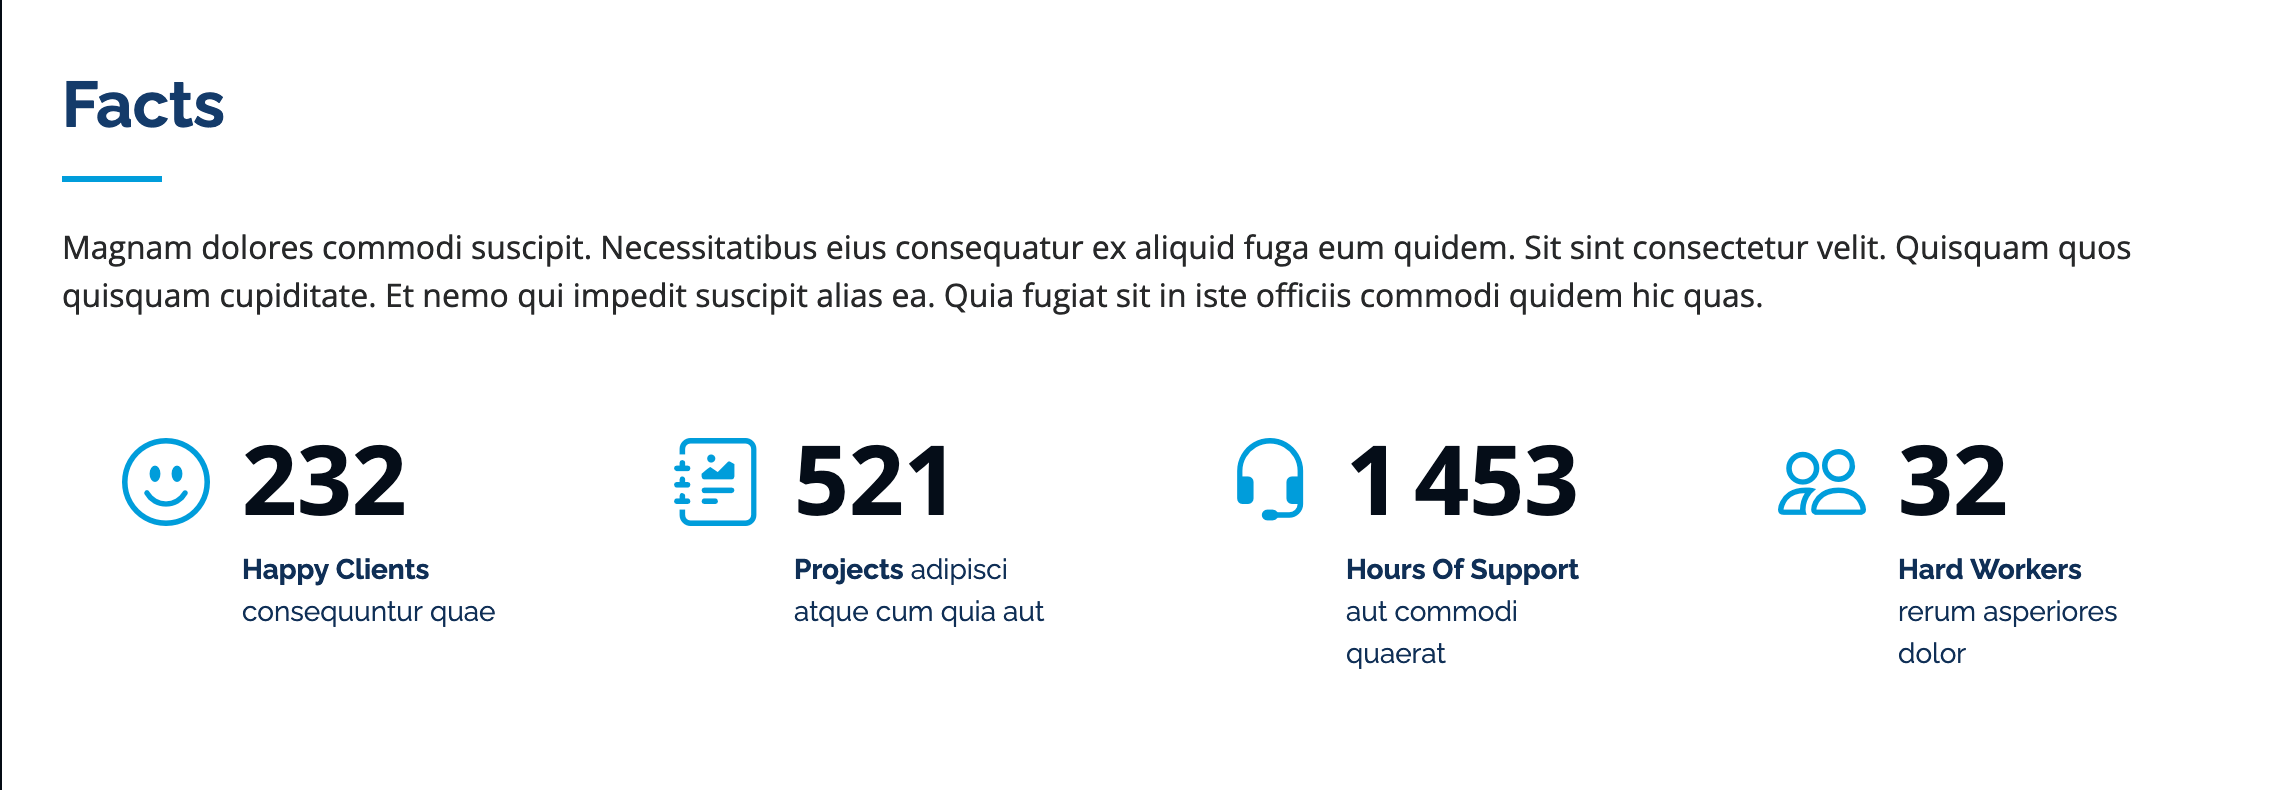 Facts
Magnam dolores commodi suscipit. Necessitatibus eius consequatur ex aliquid fuga eum quidem. Sit sint consectetur velit. Quisquam quos
quisquam cupiditate. Et nemo qui impedit suscipit alias ea. Quia fugiat sit in iste officiis commodi quidem hic quas.
232
Happy Clients
consequuntur quae
521
Projects adipisci
atque cum quia aut
1 453
Hours Of Support
aut commodi
quaerat
32
Hard Workers
rerum asperiores
dolor